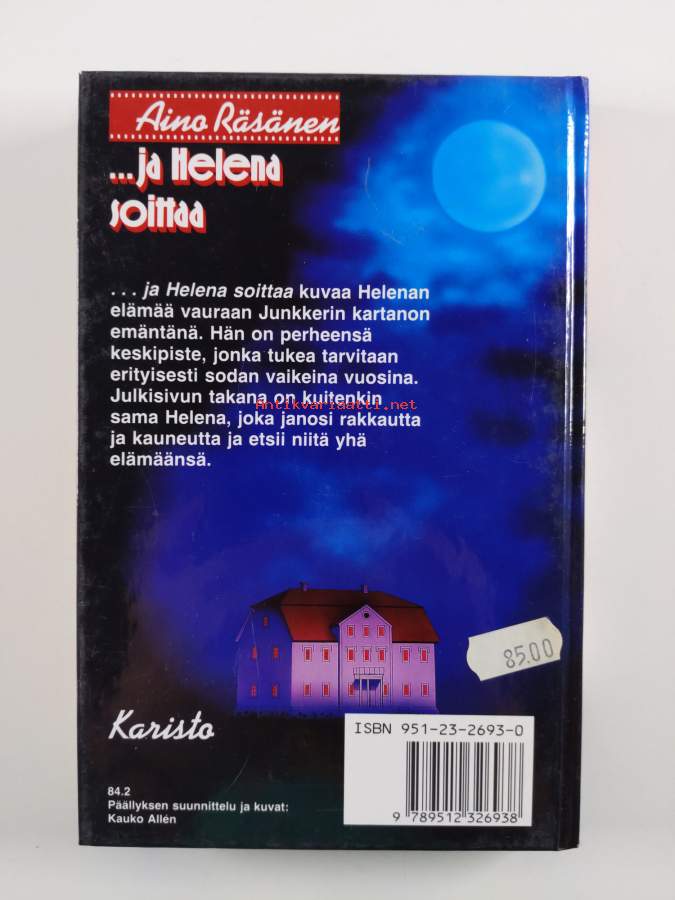 Aino Räsänen
...ja Helena
soittaa
. . . ja Helena soittaa kuvaa Helenan
elämää vauraan Junkkerin kartanon
emäntänä. Hän on perheensä
keskipiste, jonka tukea tarvitaan
erityisesti sodan vaikeina vuosina.
Julkisivun takana on kuitenkin
Antikvariaatti.net
sama Helena, joka janosi rakkautta
ja kauneutta ja etsii niitä yhä
elämäänsä.
85.00
Karisto
ISBN 951-23-2693-0
84.2
Päällyksen suunnittelu ja kuvat:
Kauko Allén
9 789512 326938